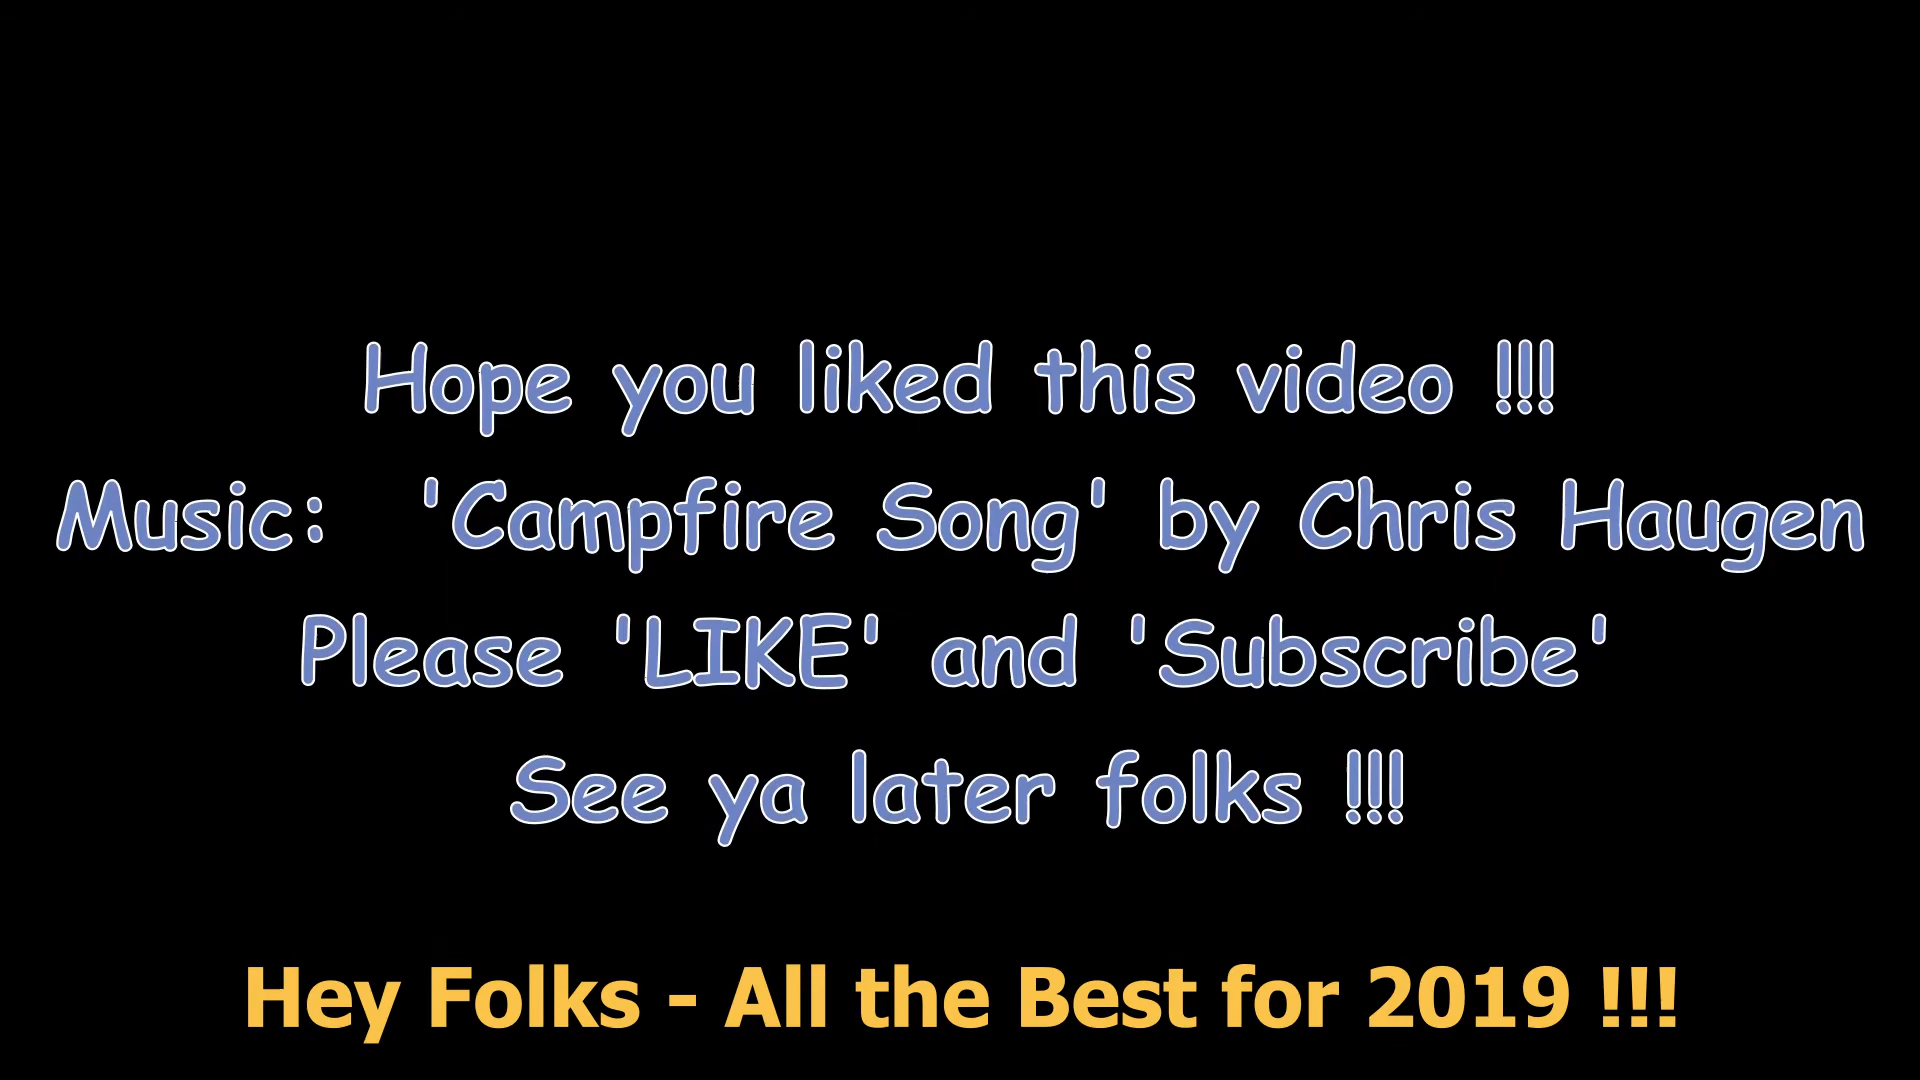 Hope you liked this video !!!
Music:  'Campfire Song' by Chris Haugen
Please 'LIKE' and 'Subscribe'
See ya later folks !!!
Hey Folks - All the Best for 2019 !!!